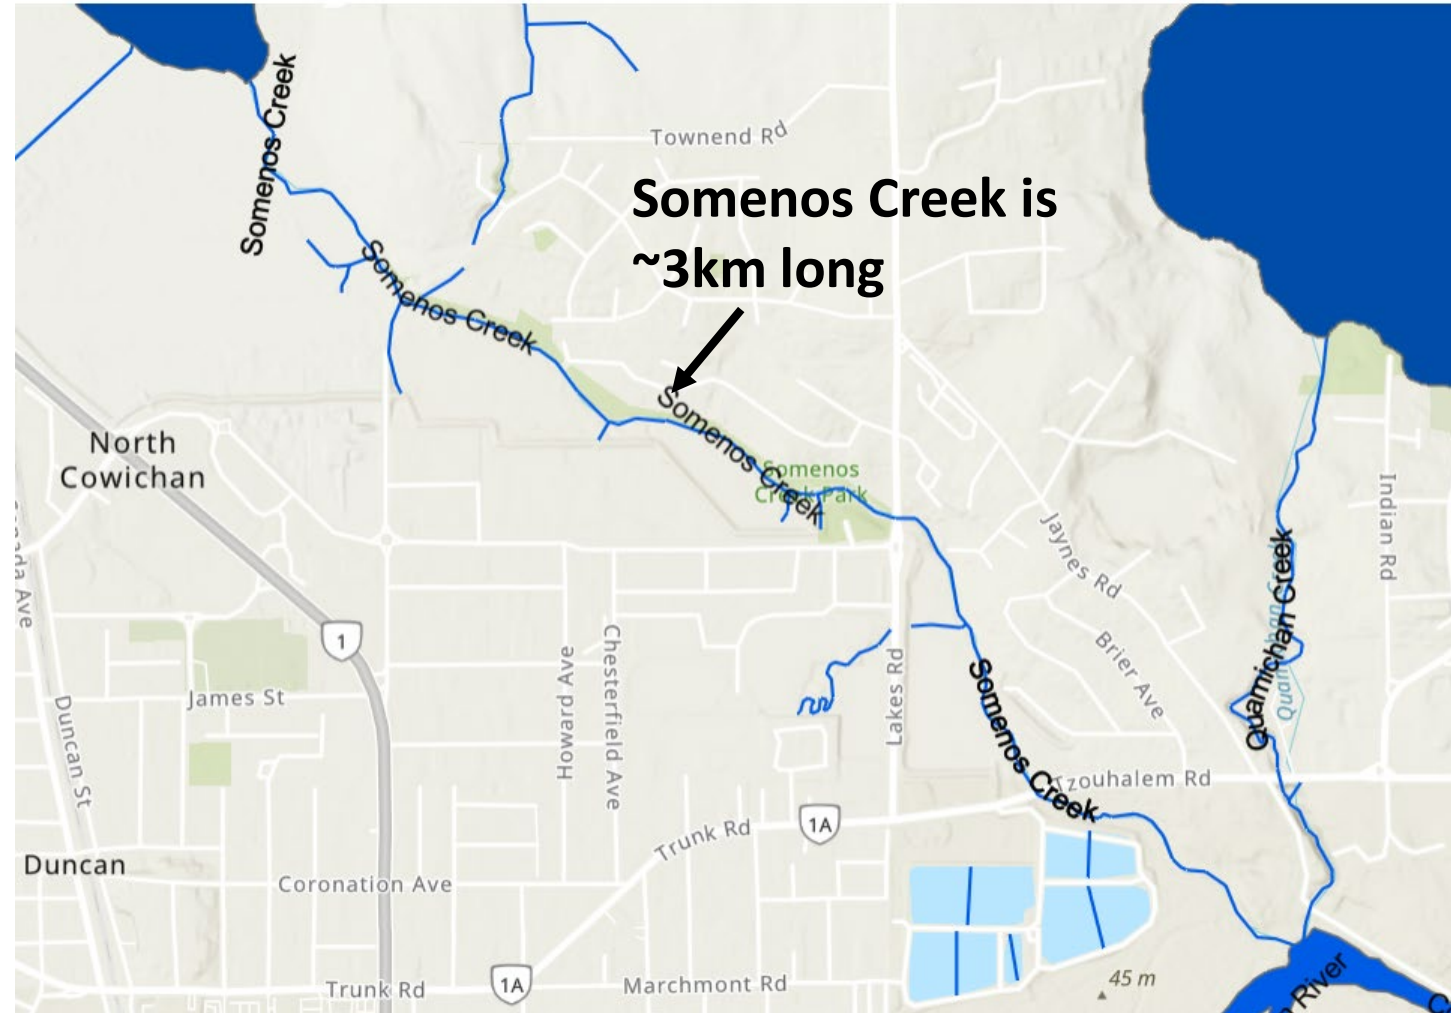 Somenos Creek
Townend Rd
Somenos Creek is
~3km long
Somenos Creek
Somenos Creek
North
Cowichan
Somenos
Creek Park
Indian Rd
Jaynes Rd
Quamichan Creek
1
Brier Ave
James St
Duncan St
Howard Ave
Chesterfield Ave
Lakes Rd
Somenos Creek
Tzouhalem Rd
Trunk Rd
1A
Duncan
Coronation Ave
Trunk Rd
1A
Marchmont Rd
45 m
River